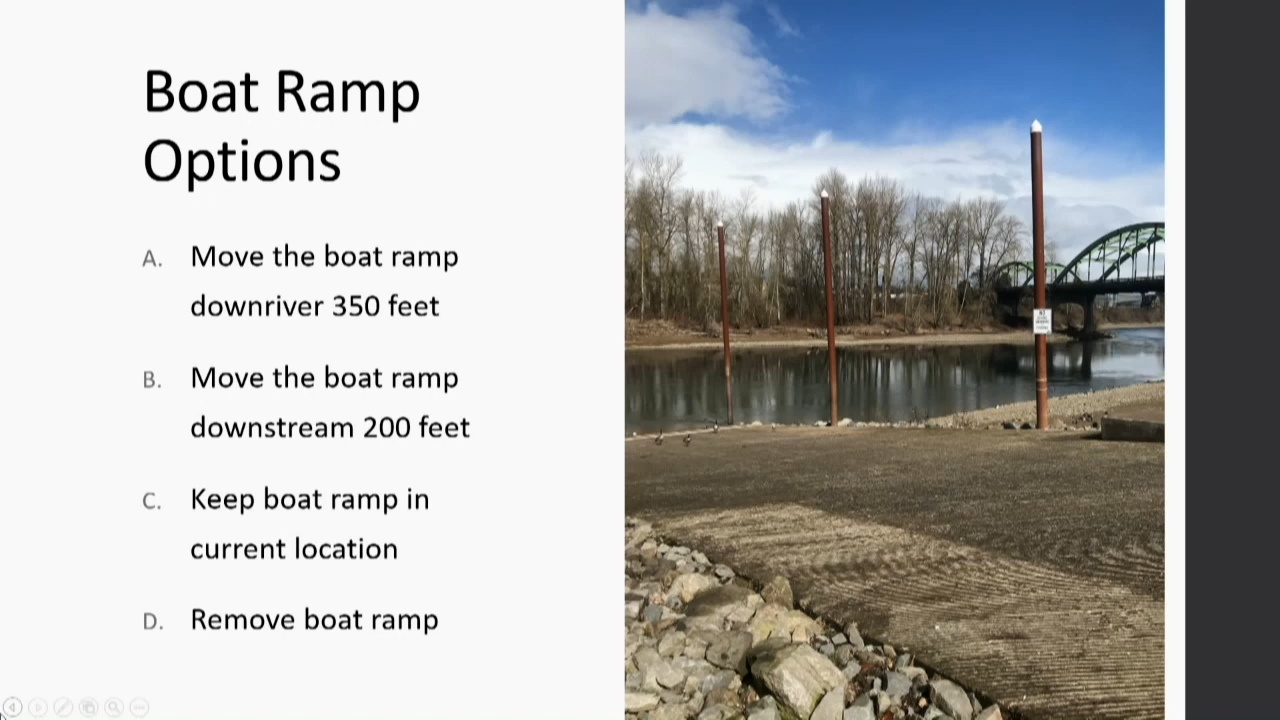 Boat Ramp
Options
A. Move the boat ramp
downriver 350 feet
B. Move the boat ramp
downstream 200 feet
C. Keep boat ramp in
current location
D. Remove boat ramp
NO